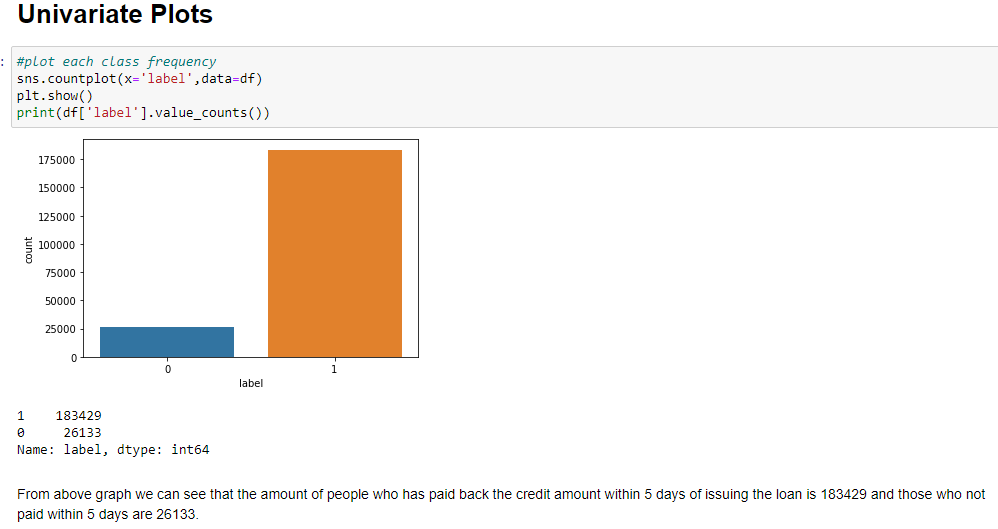 Univariate Plots
:
#plot each class frequency
sns.countplot(x='label',data=df)
plt.show()
print(df['label'].value_counts())
175000
150000
125000
100000
75000
50000
25000
0
count
0 1
label
1 183429
0 26133
Name: label, dtype: int64
From above graph we can see that the amount of people who has paid back the credit amount within 5 days of issuing the loan is 183429 and those who not
paid within 5 days are 26133.